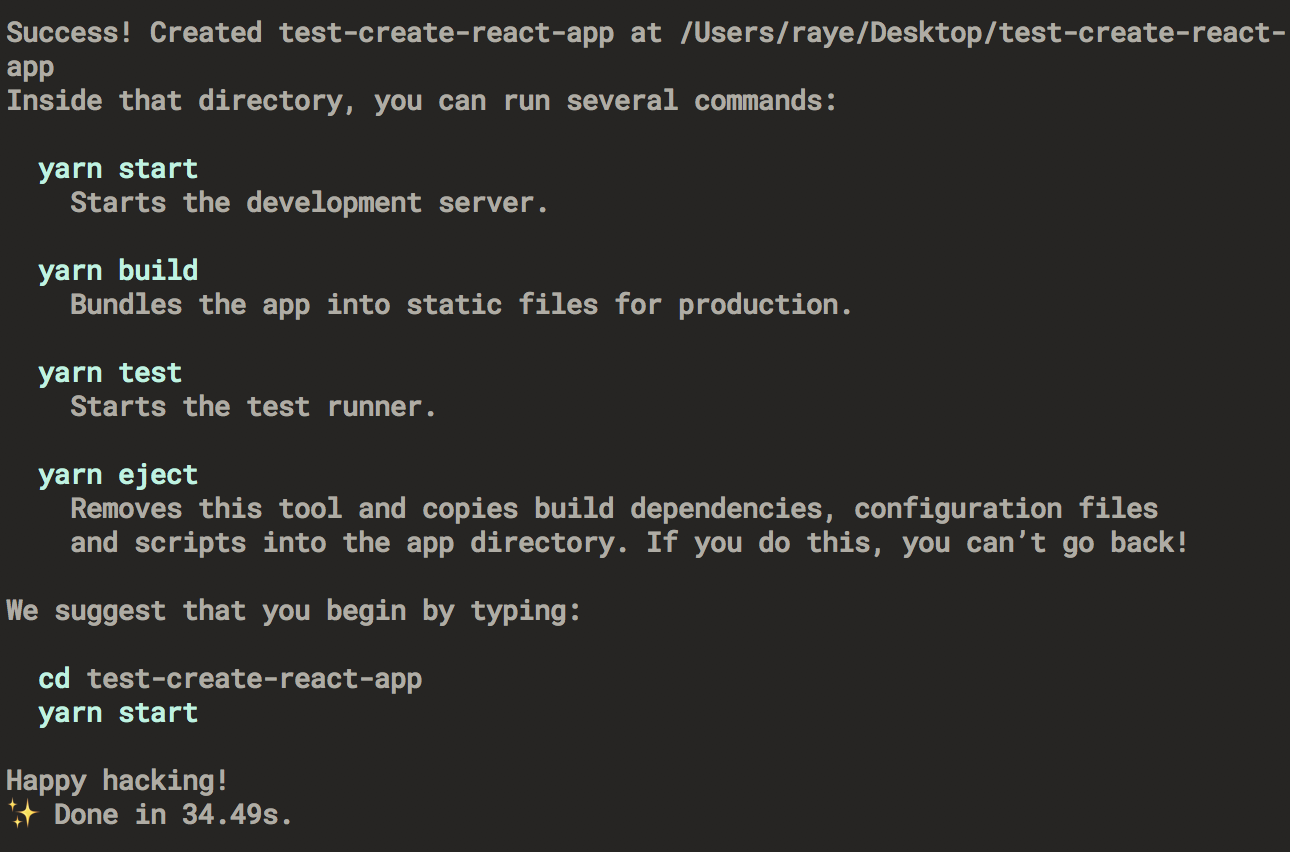 Success! Created test-create-react-app at /Users/raye/Desktop/test-create-react-
app
Inside that directory, you can run several commands:
yarn start
Starts the development server.
yarn build
Bundles the app into static files for production.
yarn test
Starts the test runner.
yarn eject
Removes this tool and copies build dependencies, configuration files
and scripts into the app directory. If you do this, you can’t go back!
We suggest that you begin by typing:
cd test-create-react-app
yarn start
Happy hacking!
✨ Done in 34.49s.